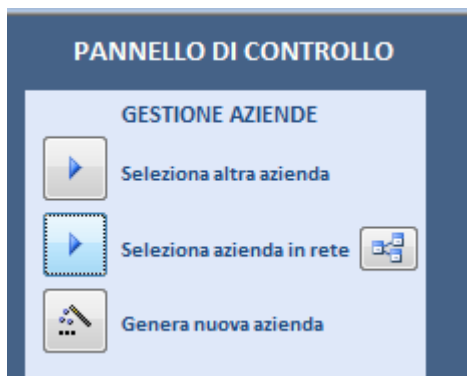 PANNELLO DI CONTROLLO
GESTIONE AZIENDE
Seleziona altra azienda
Seleziona azienda in rete
Genera nuova azienda